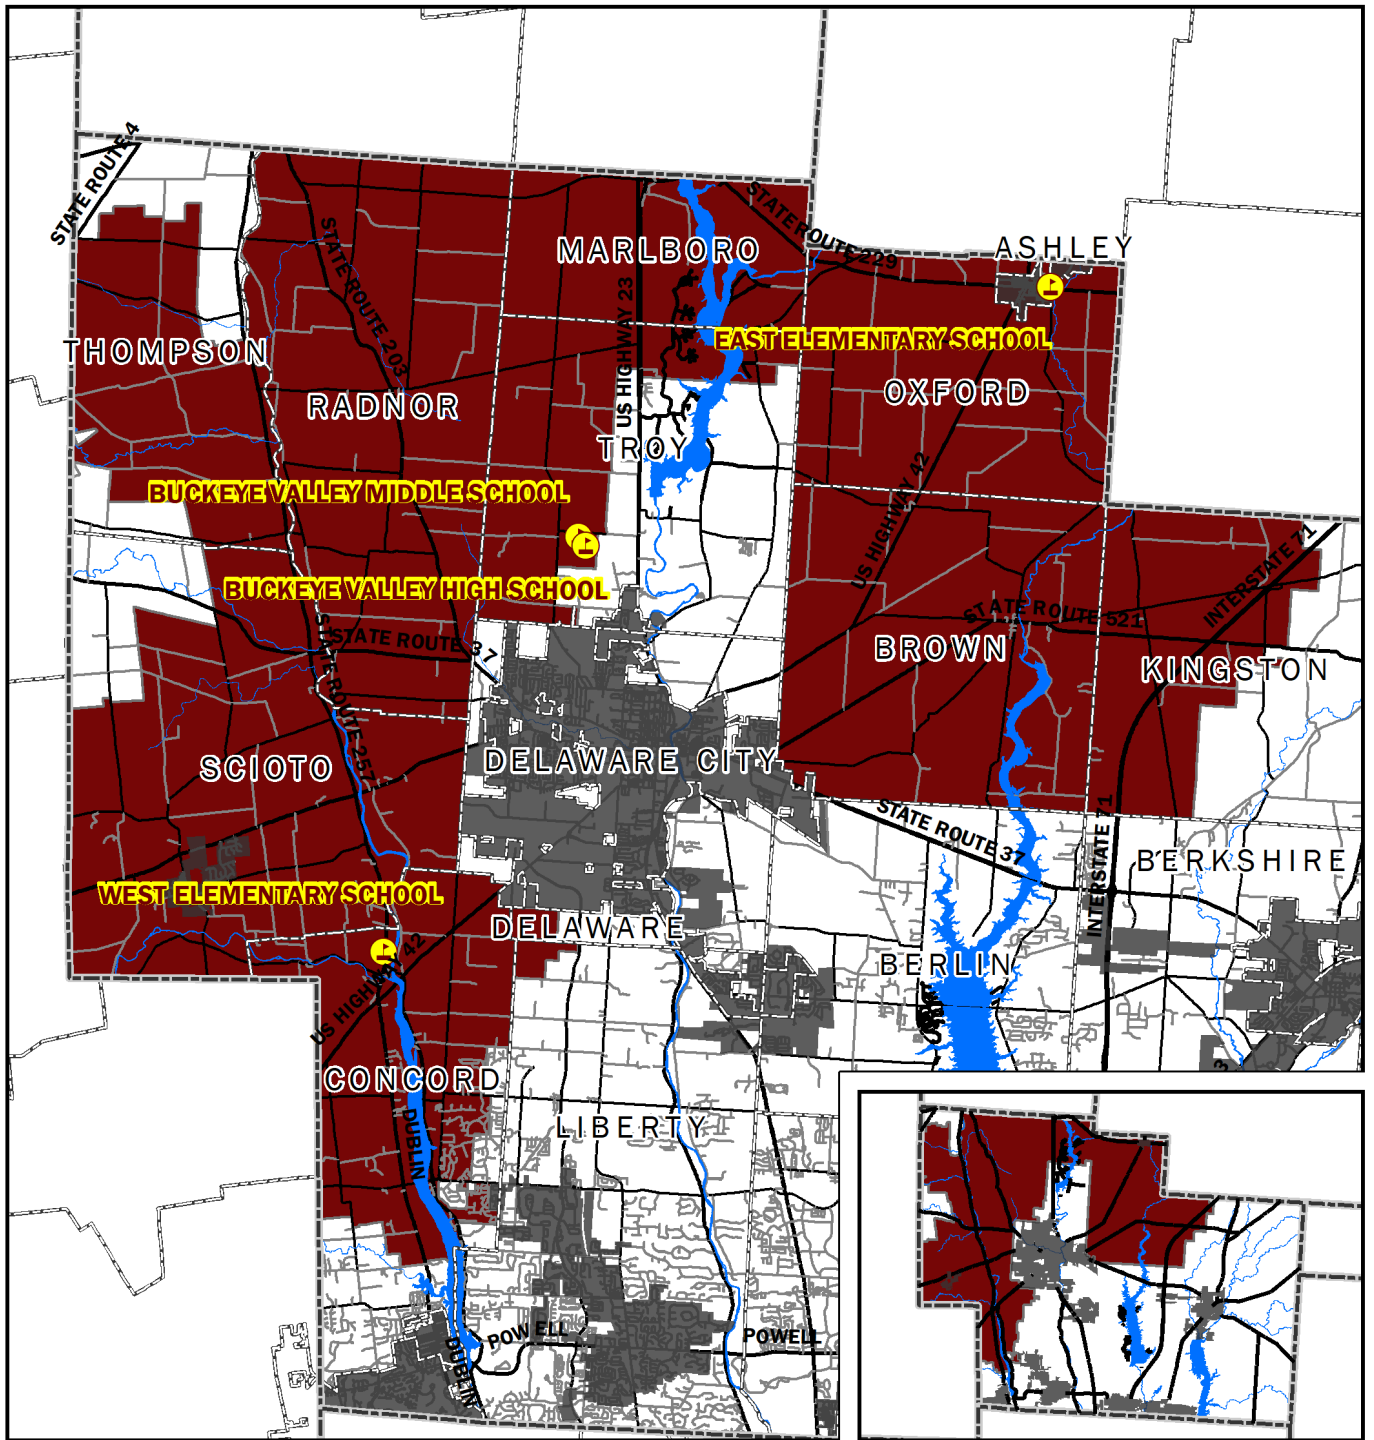 STATE ROUTE 4
MARLBORO
STATE ROUTE 229
ASHLEY
STATE ROUTE 203
US HIGHWAY 23
EAST ELEMENTARY SCHOOL
THOMPSON
RADNOR
OXFORD
TROY
BUCKEYE VALLEY MIDDLE SCHOOL
US HIGHWAY 42
INTERSTATE 71
BUCKEYE VALLEY HIGH SCHOOL
STATE ROUTE 521
STATE ROUTE 37
BROWN
KINGSTON
STATE ROUTE 257
SCIOTO
DELAWARE CITY
STATE ROUTE 37
INTERSTATE 71
BERKSHIRE
WEST ELEMENTARY SCHOOL
DELAWARE
BERLIN
US HIGHWAY 42
3
CONCORD
DUBLIN
LIBERTY
POWELL
POWELL
DUBLIN